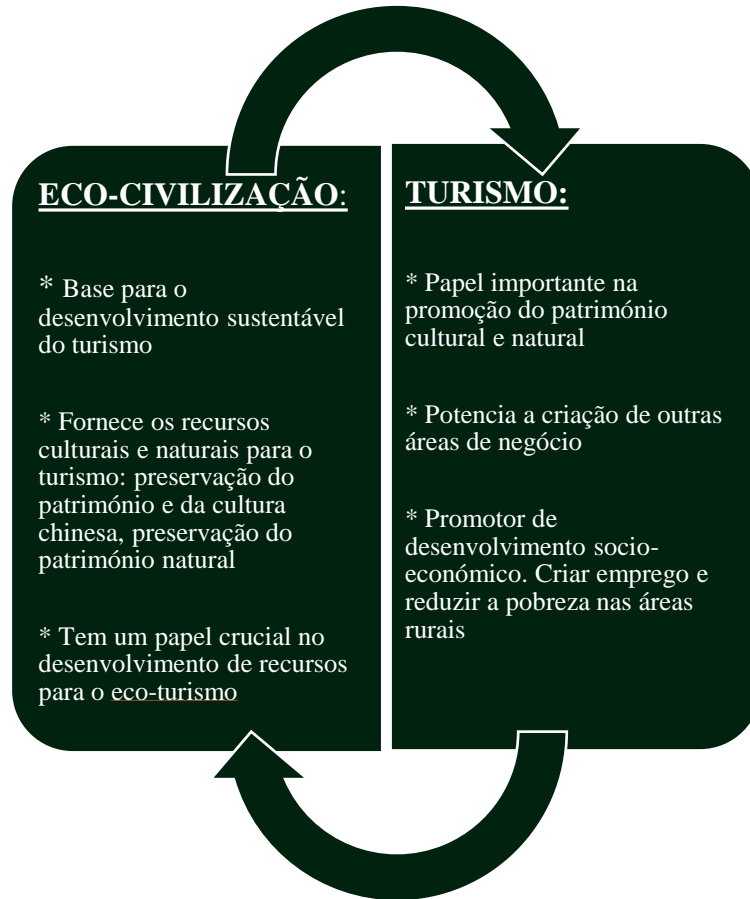 ECO-CIVILIZAÇÃO:
* Base para o
desenvolvimento sustentável
do turismo
* Fornece os recursos
culturais e naturais para o
turismo: preservação do
património e da cultura
chinesa, preservação do
património natural
* Tem um papel crucial no
desenvolvimento de recursos
para o eco-turismo
TURISMO:
* Papel importante na
promoção do património
cultural e natural
* Potencia a criação de outras
áreas de negócio
* Promotor de
desenvolvimento socio-
económico. Criar emprego e
reduzir a pobreza nas áreas
rurais